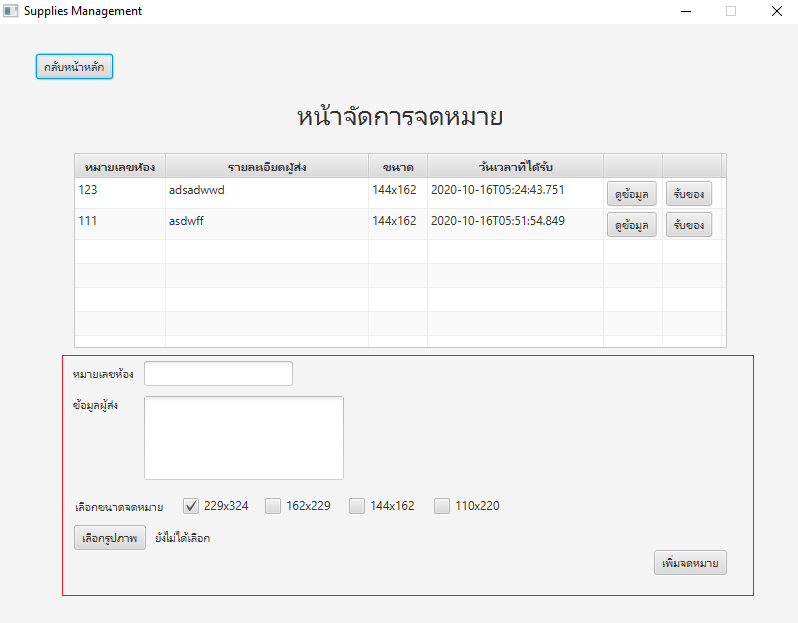 Supplies Management
กลับหน้าหลัก
หน้าจัดการจดหมาย
หมายเลขห้อง รายละเอียดผู้ส่ง ขนาด วันเวลาที่ได้รับ
123 adsadwwd 144x162 2020-10-16T05:24:43.751 ดูข้อมูล รับของ
111 asdwff 144x162 2020-10-16T05:51:54.849 ดูข้อมูล รับของ
หมายเลขห้อง
ข้อมูลผู้ส่ง
เลือกขนาดจดหมาย 229x324 162x229 144x162 110x220
เลือกรูปภาพ ยังไม่ได้เลือก
เพิ่มจดหมาย